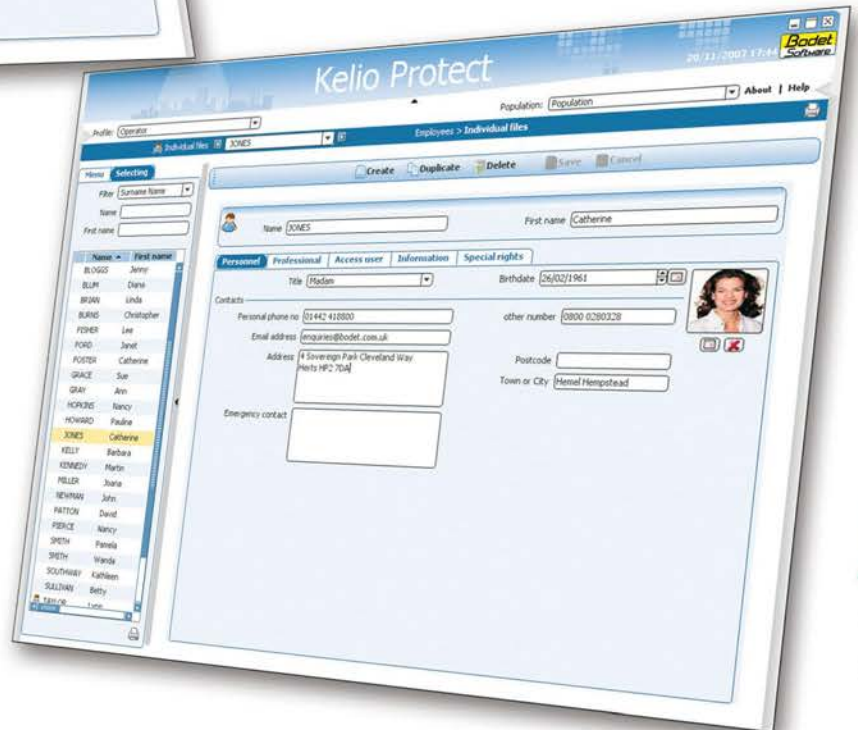 Kelio Protect
20/11/2007 17:44
Bodet
Software
Profile: Operator
Population: Population
About | Help
Individual files JONES
Employees > Individual files
Menu Selecting
Create Duplicate Delete Save Cancel
Filter Surname Name
Name
First name
Name JONES
First name Catherine
Personnel Professional Access user Information Special rights
Title Madam
Birthdate 26/02/1961
Contacts
Personal phone no 01442 418800
other number 0800 0280328
Email address enquiries@bodet.com.uk
Address 4 Sovereign Park Cleveland Way
Herts HP2 7DA
Postcode
Town or City Hemel Hempstead
Emergency contact
Name First name
BLOGGS Jenny
BLUM Diana
BRIAN Linda
BURNS Christopher
FISHER Lee
FORD Janet
FOSTER Catherine
GRACE Sue
GRAY Ann
HOPKINS Nancy
HOWARD Pauline
JONES Catherine
KELLY Barbara
KENNEDY Martin
MILLER Joana
NEWMAN John
PATTON David
PIERCE Nancy
SMITH Pamela
SMITH Wanda
SOUTHWAY Kathleen
SULLIVAN Betty
TAYLOR Lynn